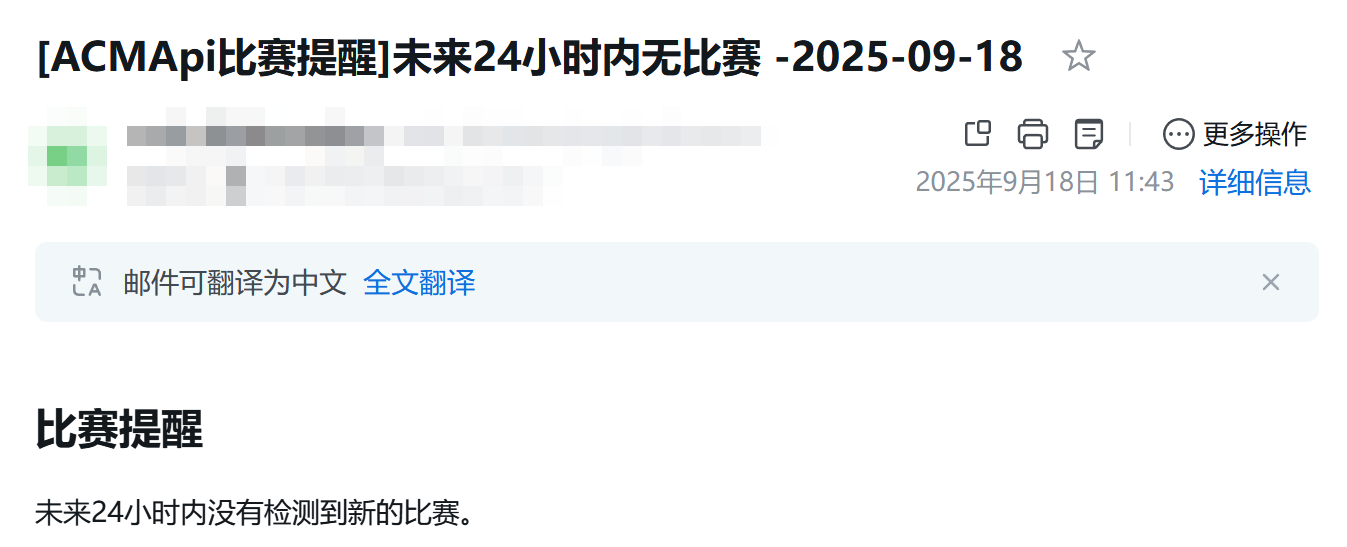 [ACMApi比赛提醒]未来24小时内无比赛 -2025-09-18
更多操作
2025年9月18日 11:43 详细信息
邮件可翻译为中文 全文翻译
比赛提醒
未来24小时内没有检测到新的比赛。